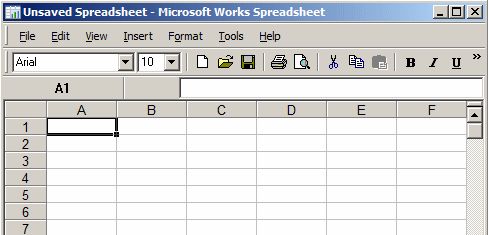 Unsaved Spreadsheet - Microsoft Works Spreadsheet
File Edit View Insert Format Tools Help
Arial 10 B I U »
A1
A B C D E F
1
2
3
4
5
6
7